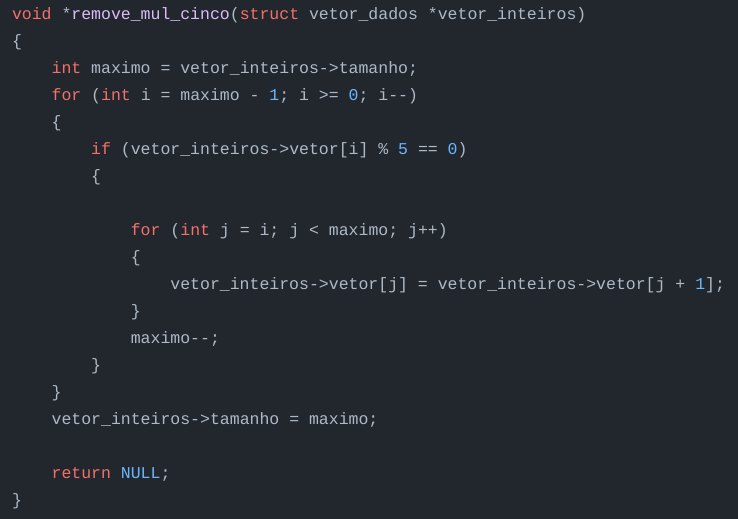 void *remove_mul_cinco(struct vetor_dados *vetor_inteiros)
{
    int maximo = vetor_inteiros->tamanho;
    for (int i = maximo - 1; i >= 0; i--)
    {
        if (vetor_inteiros->vetor[i] % 5 == 0)
        {

            for (int j = i; j < maximo; j++)
            {
                vetor_inteiros->vetor[j] = vetor_inteiros->vetor[j + 1];
            }
            maximo--;
        }
    }
    vetor_inteiros->tamanho = maximo;

    return NULL;
}